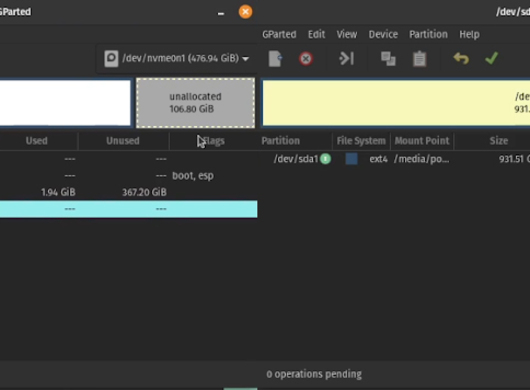 GParted
/dev/nvme0n1 (476.94 GiB)
unallocated
106.80 GiB
Used Unused Flags
--- ---
--- --- boot, esp
1.94 GiB 367.20 GiB
--- ---
/dev/sd
GParted Edit View Device Partition Help
/de
931.
Partition File System Mount Point Size
/dev/sda1 ext4 /media/po... 931.51 G
0 operations pending